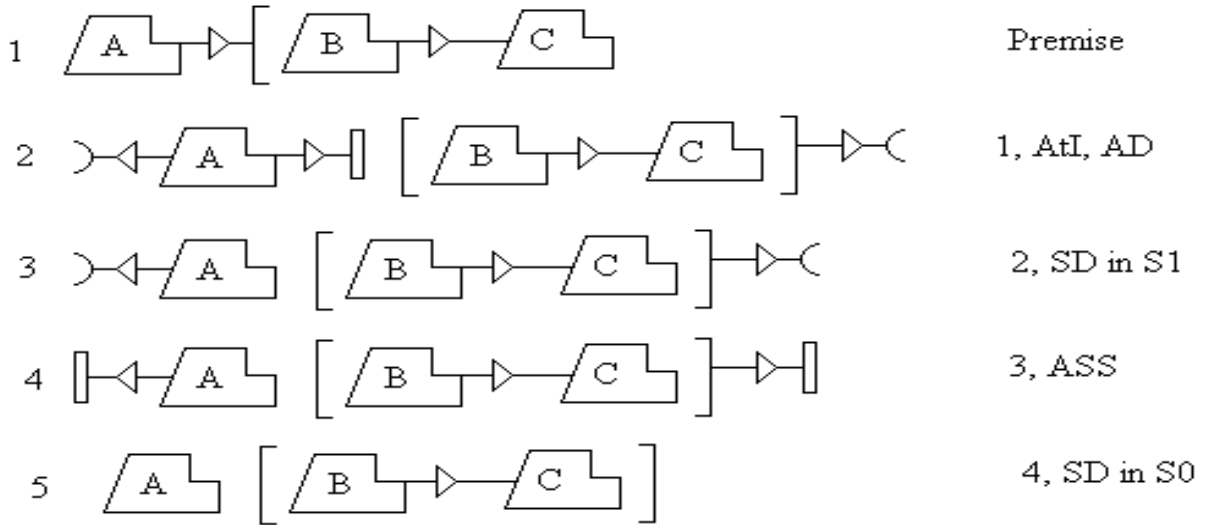 1 A B C Premise
2 A B C 1, AtI, AD
3 A B C 2, SD in S1
4 A B C 3, ASS
5 A B C 4, SD in S0